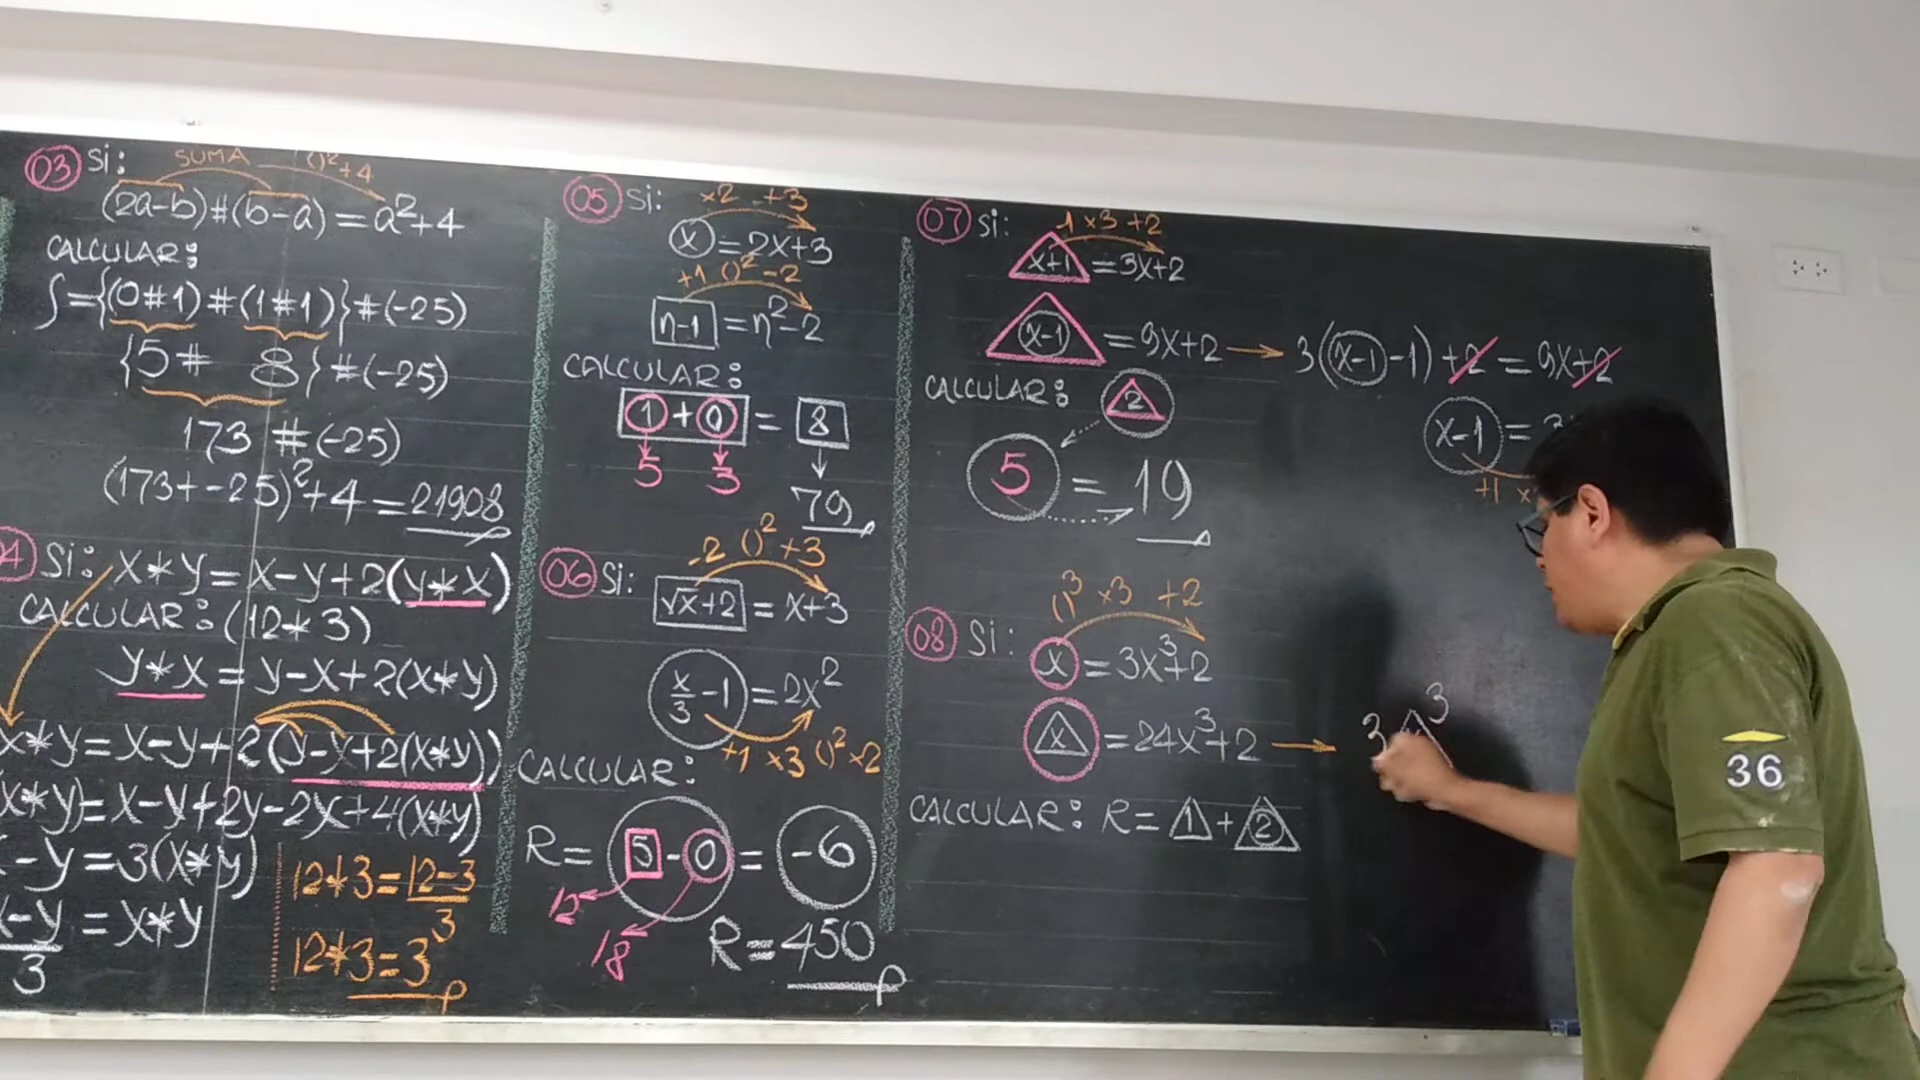 03 Si: SUMA ()²+4
(2a-b)#(b-a)=a²+4
CALCULAR:
S={(0#1)#(1#1)}#(-25)
{5# 8}#(-25)
173 #(-25)
(173+-25)²+4=21908
Si: x*y=x-y+2(y*x)
CALCULAR:(12*3)
y*x=y-x+2(x*y)
x*y=x-y+2(y-x+2(x*y))
x*y)=x-y+2y-2x+4(x*y)
-y=3(x*y)
x-y/3=x*y
12*3=12-3/3
12*3=3
05 Si: x2 +3
x=2x+3
+1 ()²-2
n-1=n²-2
CALCULAR:
1+0=8
5 3 79
06 Si: -2 ()²+3
√x+2=x+3
x/3-1=2x²
+1 x3 ()² x2
CALCULAR:
R=5-0=-6
12
18
R=450
07 Si: -1 x3 +2
x+1=3x+2
x-1=9x+2 → 3(x-1-1)+2=9x+2
CALCULAR: 2
x-1=3
+1 x
5=19
08 Si: ()³ x3 +2
x=3x³+2
x=24x³+2 → 3 ³
CALCULAR: R=1+2
36